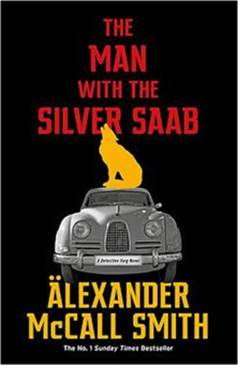 THE
MAN
WITH THE
SILVER SAAB
A Detective Varg Novel
ÄLEXANDER
McCALL SMITH
The No. 1 Sunday Times Bestseller